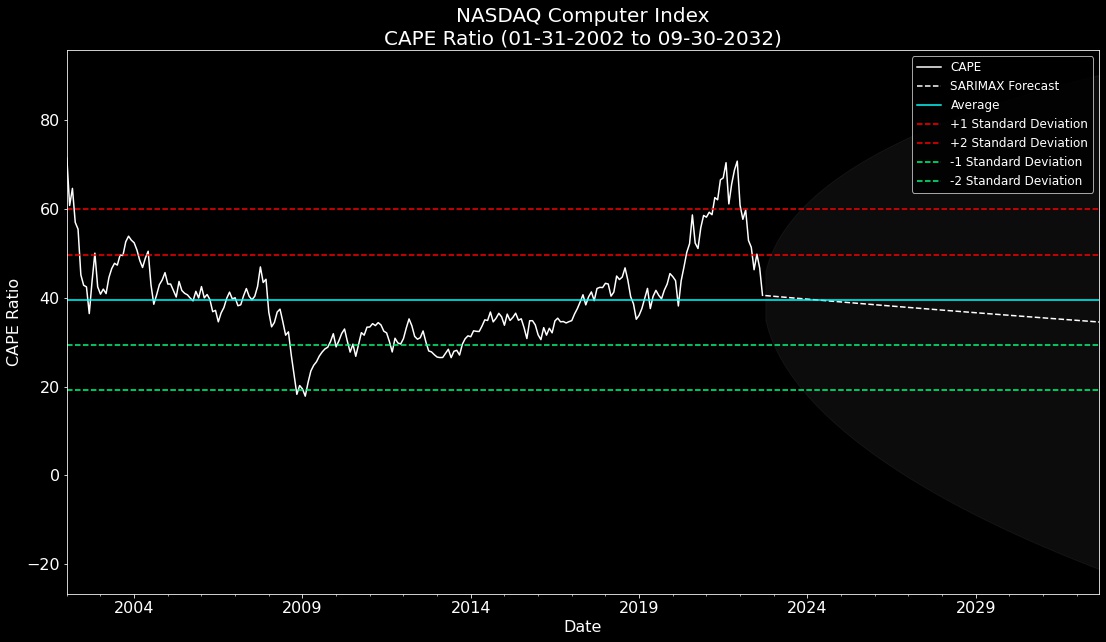 NASDAQ Computer Index
CAPE Ratio (01-31-2002 to 09-30-2032)
CAPE
SARIMAX Forecast
Average
+1 Standard Deviation
+2 Standard Deviation
-1 Standard Deviation
-2 Standard Deviation
CAPE Ratio
80
60
40
20
0
−20
2004
2009
2014
2019
2024
2029
Date